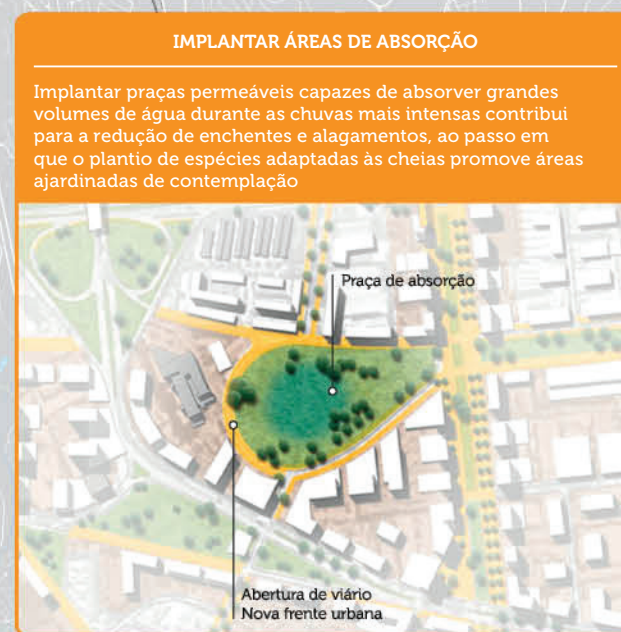 IMPLANTAR ÁREAS DE ABSORÇÃO
Implantar praças permeáveis capazes de absorver grandes
volumes de água durante as chuvas mais intensas contribui
para a redução de enchentes e alagamentos, ao passo em
que o plantio de espécies adaptadas às cheias promove áreas
ajardinadas de contemplação
Praça de absorção
Abertura de viário
Nova frente urbana